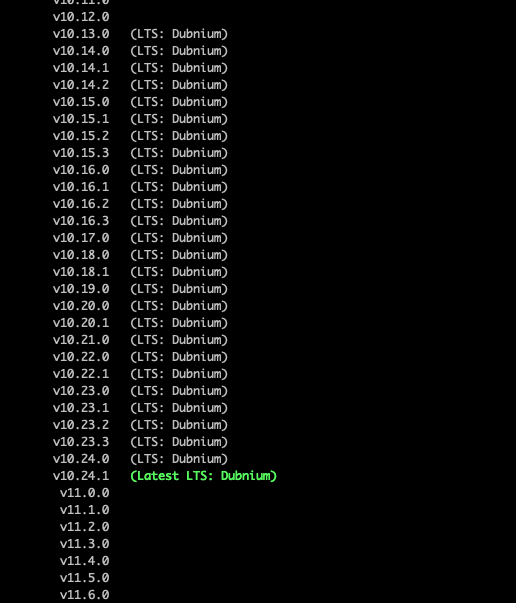 v10.11.0
v10.12.0
v10.13.0 (LTS: Dubnium)
v10.14.0 (LTS: Dubnium)
v10.14.1 (LTS: Dubnium)
v10.14.2 (LTS: Dubnium)
v10.15.0 (LTS: Dubnium)
v10.15.1 (LTS: Dubnium)
v10.15.2 (LTS: Dubnium)
v10.15.3 (LTS: Dubnium)
v10.16.0 (LTS: Dubnium)
v10.16.1 (LTS: Dubnium)
v10.16.2 (LTS: Dubnium)
v10.16.3 (LTS: Dubnium)
v10.17.0 (LTS: Dubnium)
v10.18.0 (LTS: Dubnium)
v10.18.1 (LTS: Dubnium)
v10.19.0 (LTS: Dubnium)
v10.20.0 (LTS: Dubnium)
v10.20.1 (LTS: Dubnium)
v10.21.0 (LTS: Dubnium)
v10.22.0 (LTS: Dubnium)
v10.22.1 (LTS: Dubnium)
v10.23.0 (LTS: Dubnium)
v10.23.1 (LTS: Dubnium)
v10.23.2 (LTS: Dubnium)
v10.23.3 (LTS: Dubnium)
v10.24.0 (LTS: Dubnium)
v10.24.1 (Latest LTS: Dubnium)
v11.0.0
v11.1.0
v11.2.0
v11.3.0
v11.4.0
v11.5.0
v11.6.0